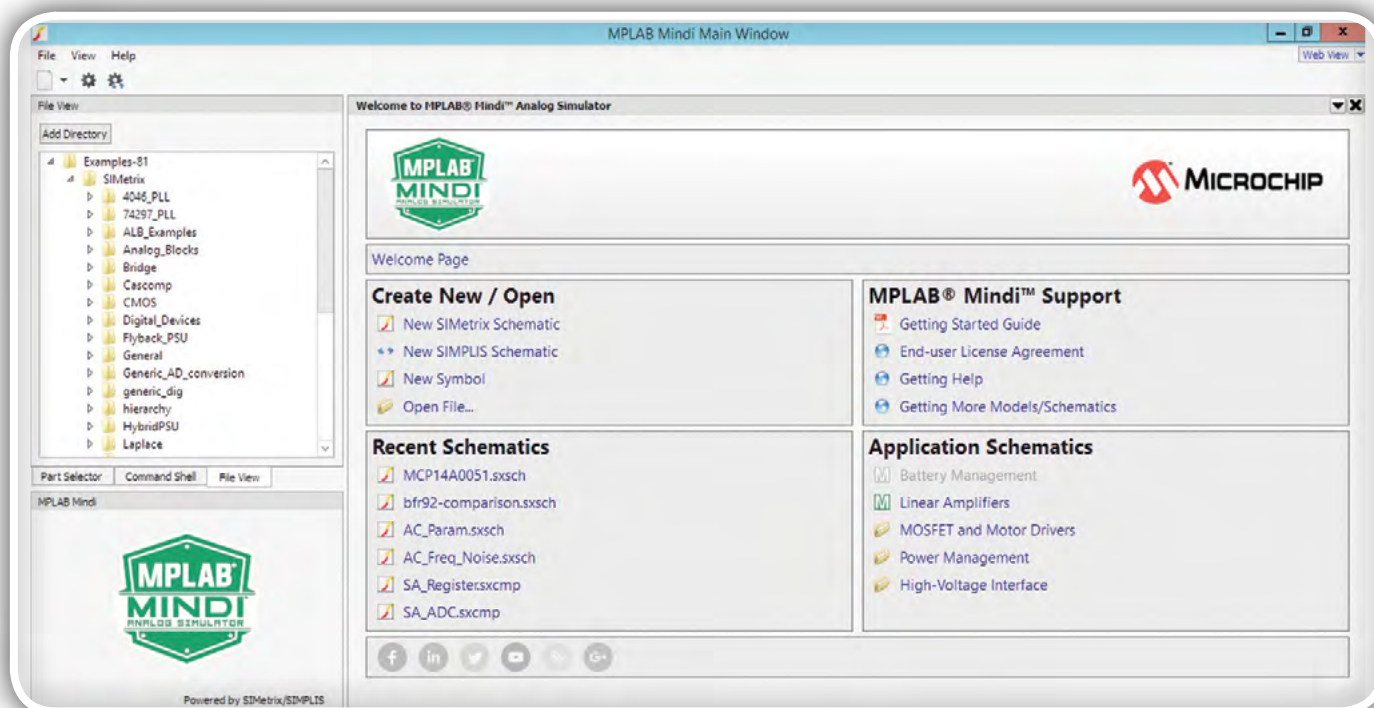 MPLAB Mindi Main Window
File View Help
Web View
File View
Add Directory
Examples-81
SIMetrix
4046_PLL
74297_PLL
ALB_Examples
Analog_Blocks
Bridge
Cascomp
CMOS
Digital_Devices
Flyback_PSU
General
Generic_AD_conversion
generic_dig
hierarchy
HybridPSU
Laplace
Part Selector Command Shell File View
MPLAB Mindi
MPLAB
MINDI
ANALOG SIMULATOR
Powered by SIMetrix/SIMPLIS
Welcome to MPLAB® Mindi™ Analog Simulator
MPLAB
MINDI
ANALOG SIMULATOR
MICROCHIP
Welcome Page
Create New / Open
New SIMetrix Schematic
New SIMPLIS Schematic
New Symbol
Open File...
MPLAB® Mindi™ Support
Getting Started Guide
End-user License Agreement
Getting Help
Getting More Models/Schematics
Recent Schematics
MCP14A0051.sxsch
bfr92-comparison.sxsch
AC_Param.sxsch
AC_Freq_Noise.sxsch
SA_Register.sxcmp
SA_ADC.sxcmp
Application Schematics
Battery Management
Linear Amplifiers
MOSFET and Motor Drivers
Power Management
High-Voltage Interface